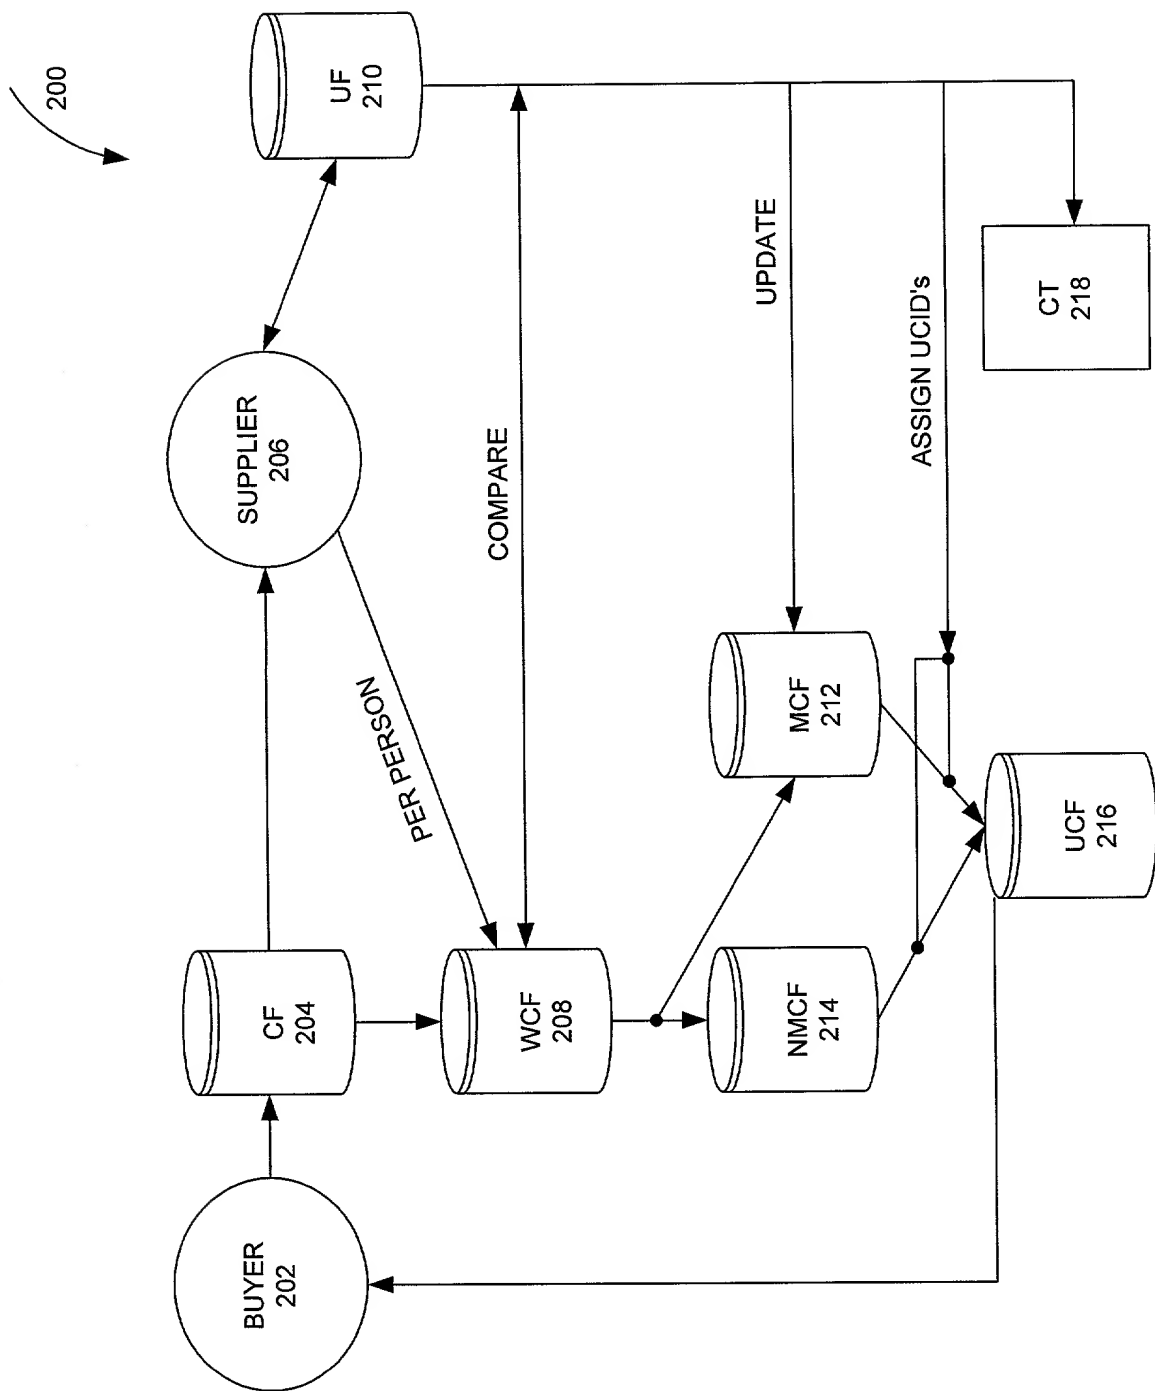 200
BUYER
202
CF
204
SUPPLIER
206
UF
210
PER PERSON
WCF
208
COMPARE
NMCF
214
MCF
212
UPDATE
ASSIGN UCID's
UCF
216
CT
218